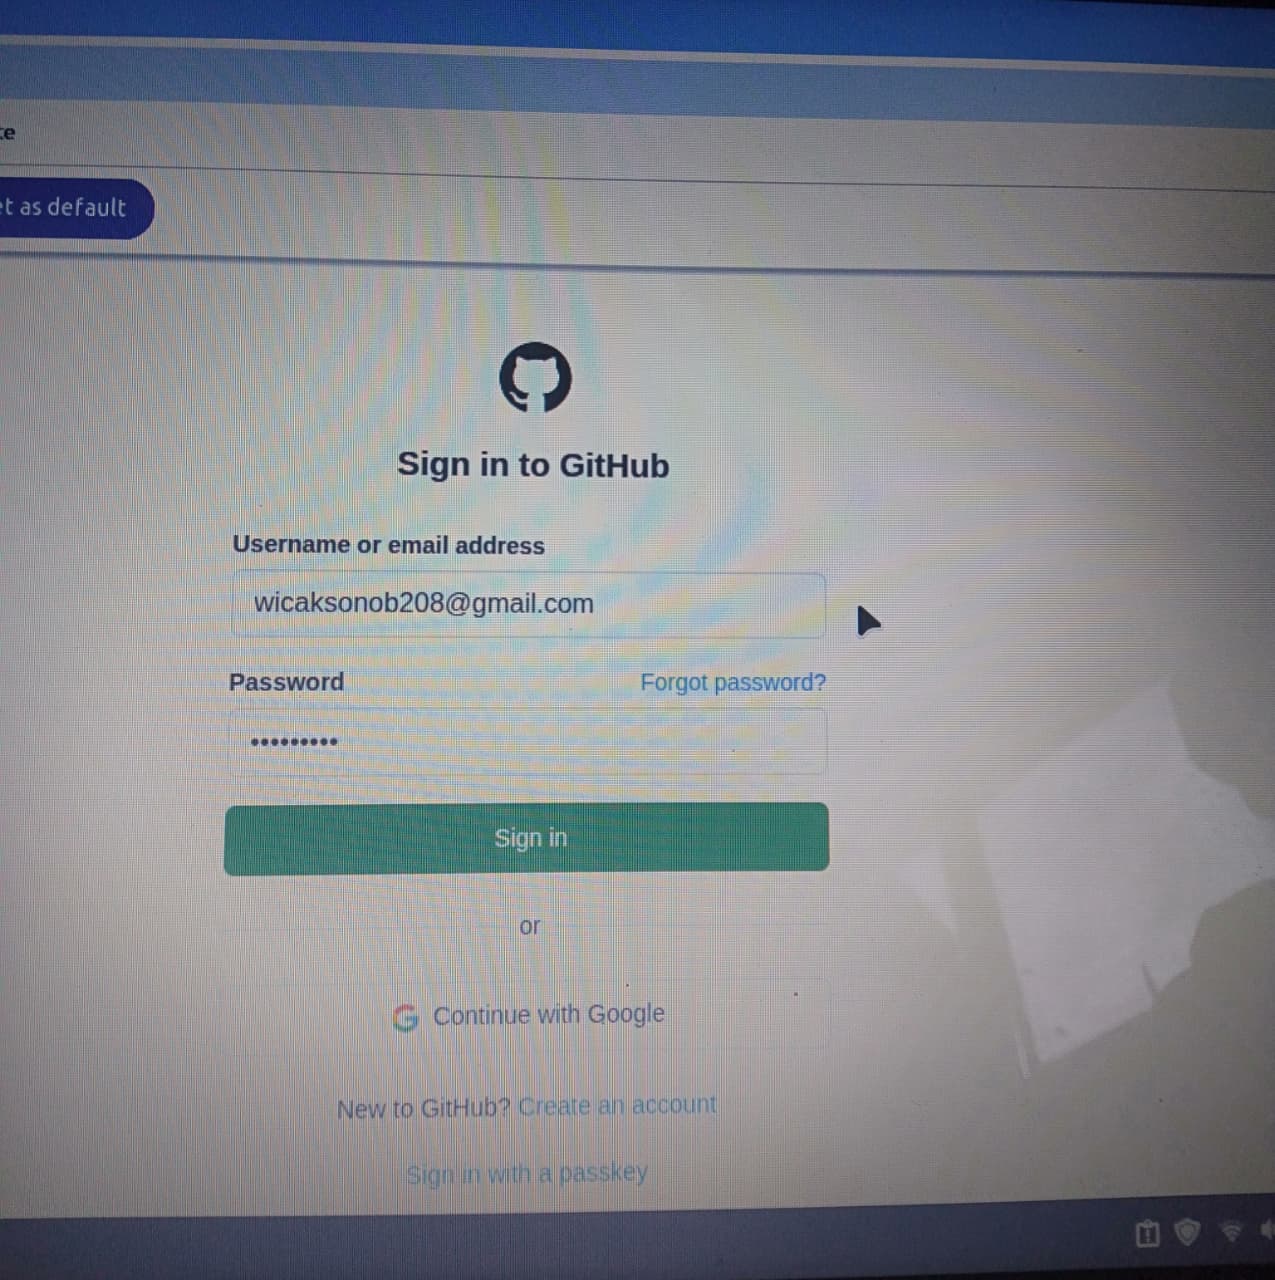 et as default
Sign in to GitHub
Username or email address
wicaksonob208@gmail.com
Password
Forgot password?
•••••••••
Sign in
or
Continue with Google
New to GitHub? Create an account
Sign in with a passkey